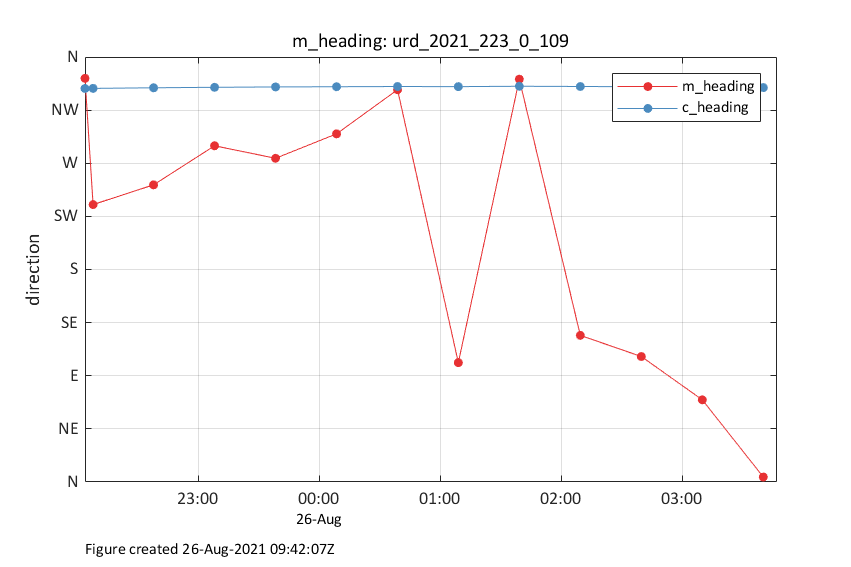 m_heading: urd_2021_223_0_109
N
NW
W
SW
S
SE
E
NE
N
direction
m_heading
c_heading
23:00
00:00
01:00
02:00
03:00
26-Aug
Figure created 26-Aug-2021 09:42:07Z